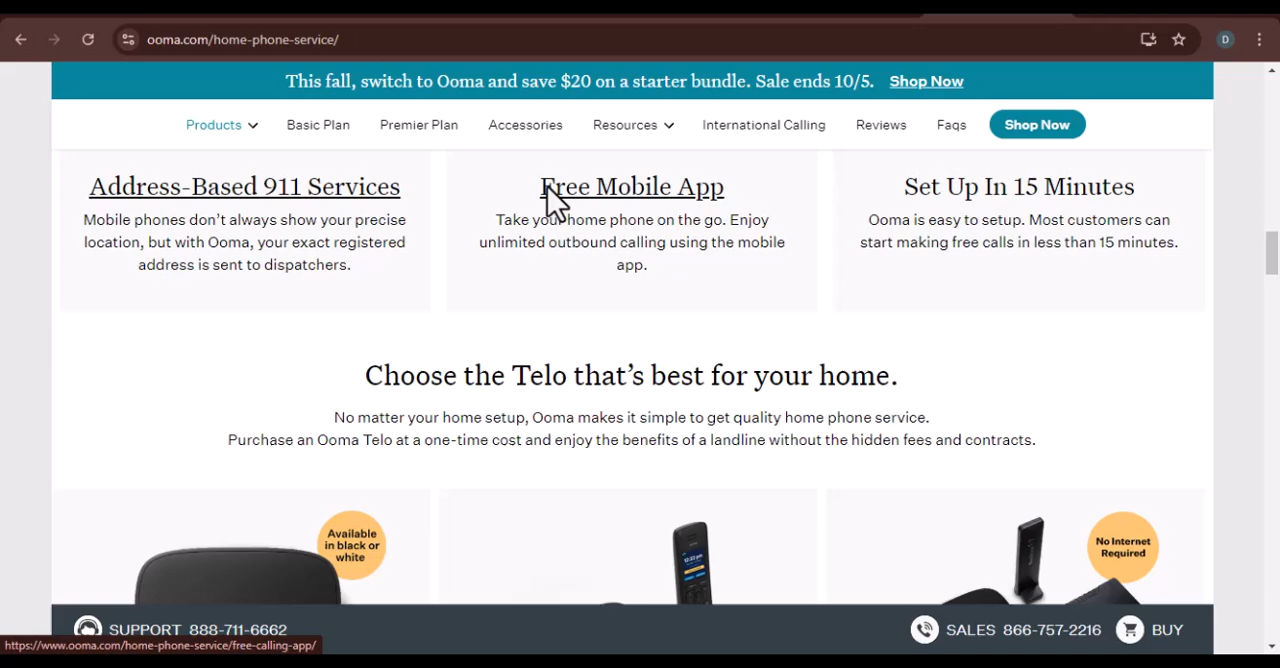 ooma.com/home-phone-service/
D
This fall, switch to Ooma and save $20 on a starter bundle. Sale ends 10/5. Shop Now
Products Basic Plan Premier Plan Accessories Resources International Calling Reviews Faqs Shop Now
Address-Based 911 Services
Mobile phones don't always show your precise
location, but with Ooma, your exact registered
address is sent to dispatchers.
Free Mobile App
Take your home phone on the go. Enjoy
unlimited outbound calling using the mobile
app.
Set Up In 15 Minutes
Ooma is easy to setup. Most customers can
start making free calls in less than 15 minutes.
Choose the Telo that's best for your home.
No matter your home setup, Ooma makes it simple to get quality home phone service.
Purchase an Ooma Telo at a one-time cost and enjoy the benefits of a landline without the hidden fees and contracts.
Available
in black or
white
No Internet
Required
SUPPORT 888-711-6662
SALES 866-757-2216
BUY
https://www.ooma.com/home-phone-service/free-calling-app/